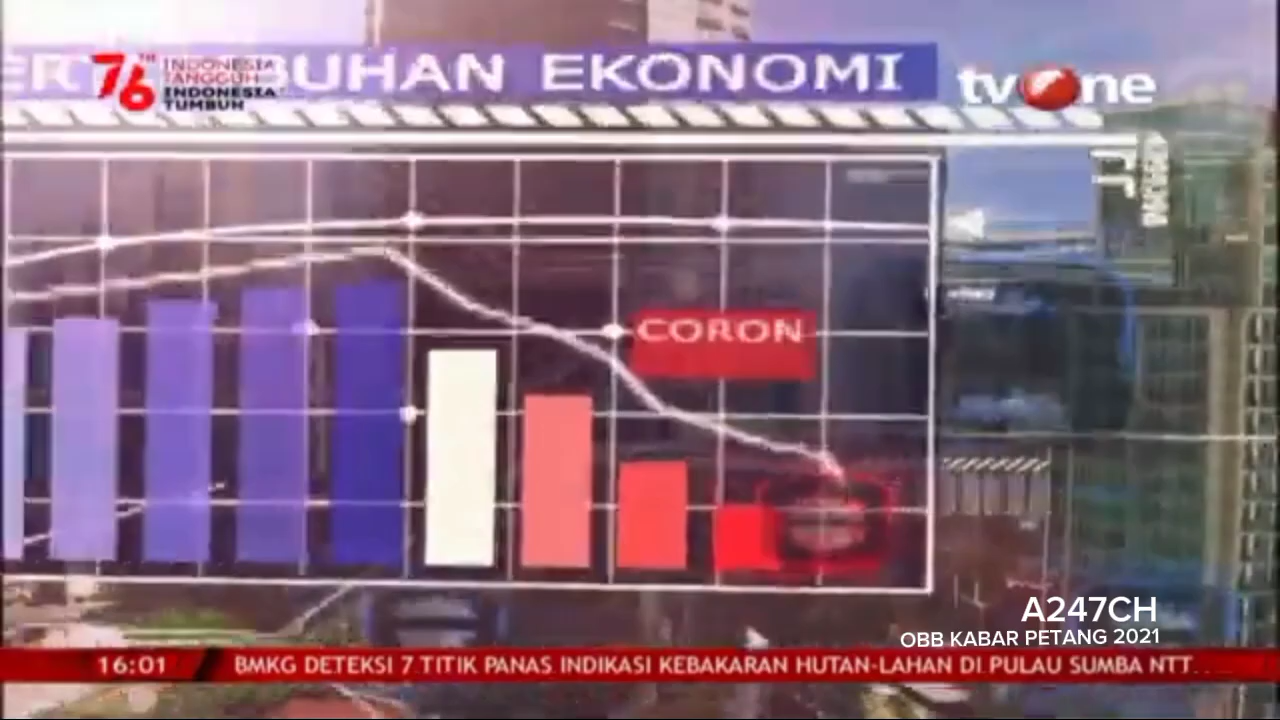 76TH INDONESIA
TANGGUH
INDONESIA
TUMBUH
BUHAN EKONOMI
tvOne
CORON
A247CH
OBB KABAR PETANG 2021
16:01
BMKG DETEKSI 7 TITIK PANAS INDIKASI KEBAKARAN HUTAN-LAHAN DI PULAU SUMBA NTT